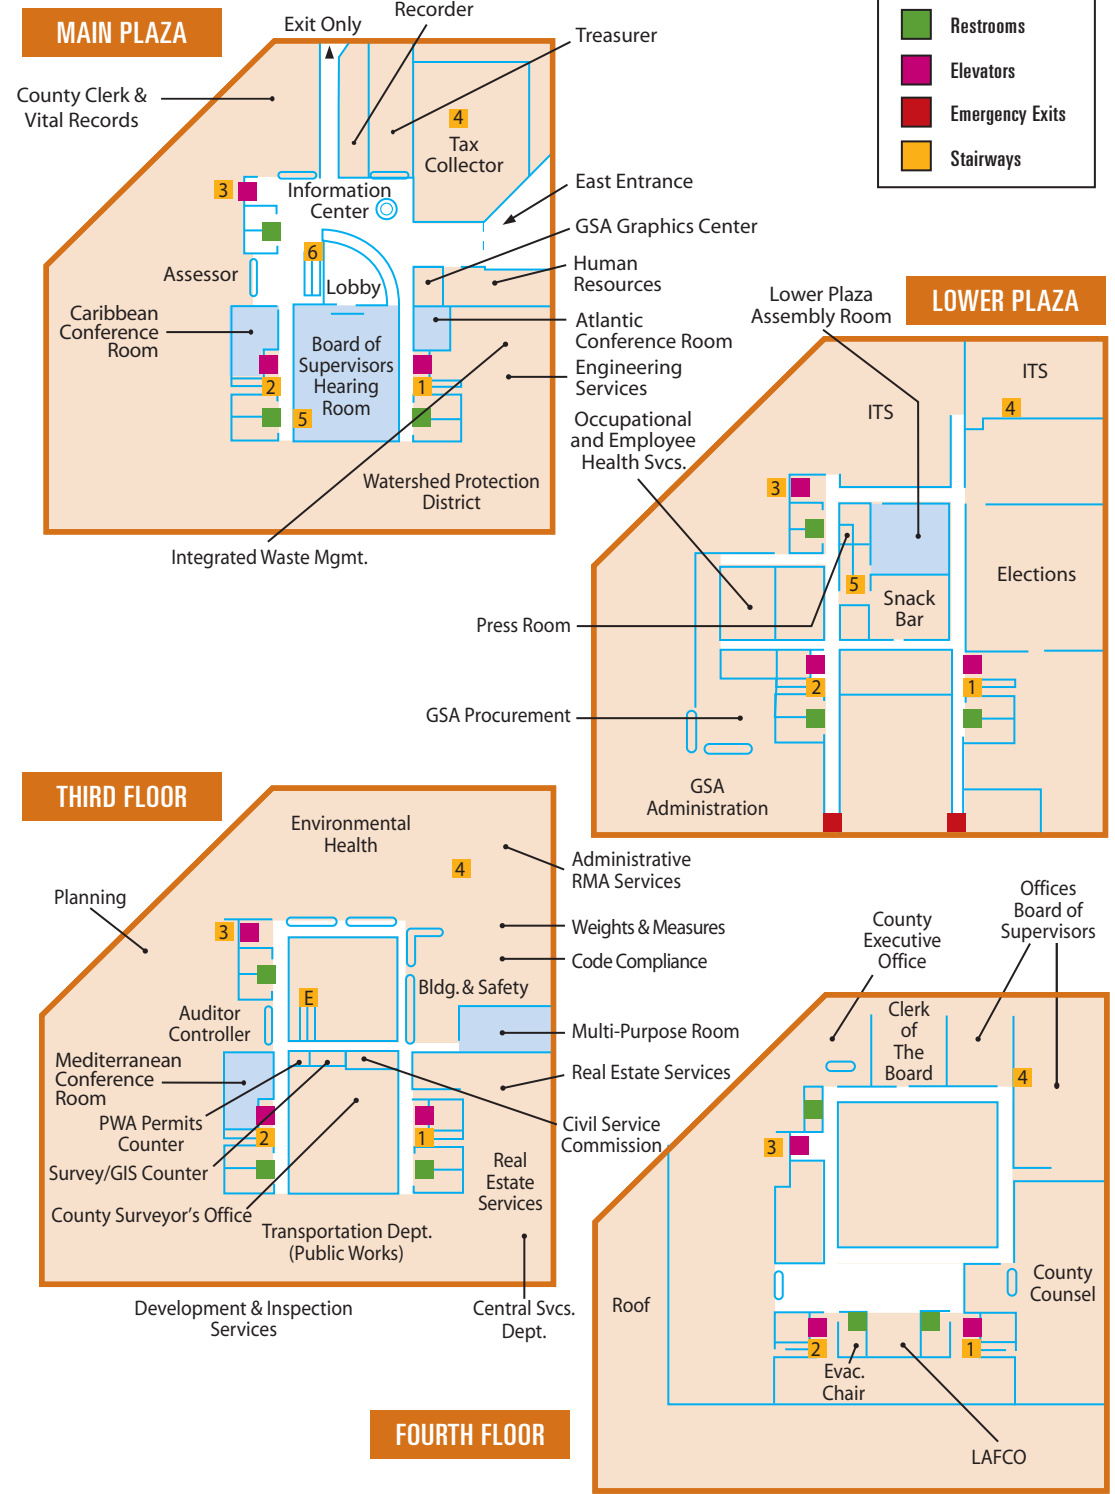 MAIN PLAZA
Exit Only
Recorder
Treasurer
County Clerk &
Vital Records
4
Tax
Collector
3
Information
Center
East Entrance
GSA Graphics Center
6
Assessor
Lobby
Human
Resources
Caribbean
Conference
Room
Board of
Supervisors
Hearing
Room
Atlantic
Conference Room
Engineering
Services
2
1
5
Watershed Protection
District
Integrated Waste Mgmt.
Restrooms
Elevators
Emergency Exits
Stairways
LOWER PLAZA
Lower Plaza
Assembly Room
ITS
ITS
4
Occupational
and Employee
Health Svcs.
3
5
Elections
Snack
Bar
Press Room
2
1
GSA Procurement
GSA
Administration
THIRD FLOOR
Environmental
Health
4
Administrative
RMA Services
Planning
3
Weights & Measures
Code Compliance
Bldg. & Safety
E
Auditor
Controller
Multi-Purpose Room
Mediterranean
Conference
Room
Real Estate Services
PWA Permits
Counter
2
1
Civil Service
Commission
Survey/GIS Counter
Real
Estate
Services
County Surveyor's Office
Transportation Dept.
(Public Works)
Development & Inspection
Services
Central Svcs.
Dept.
FOURTH FLOOR
County
Executive
Office
Offices
Board of
Supervisors
Clerk
of
The
Board
4
3
Roof
County
Counsel
2
1
Evac.
Chair
LAFCO